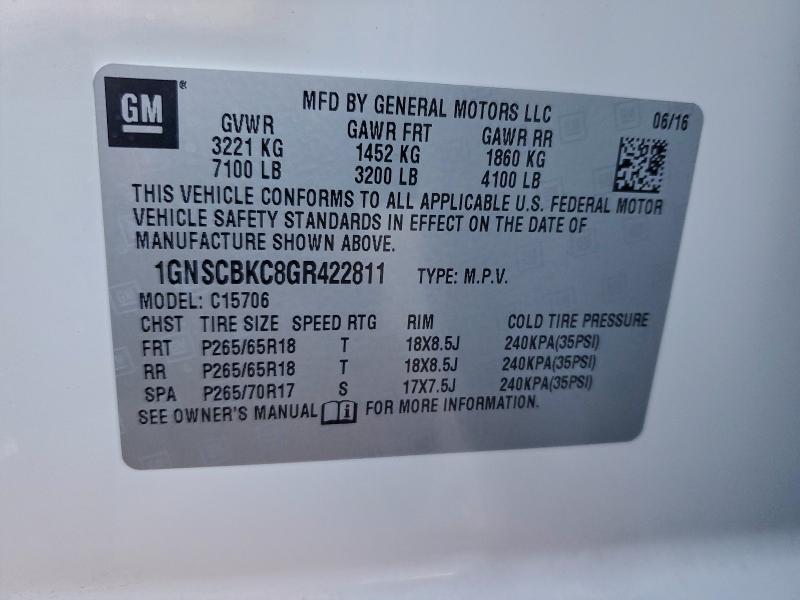 GM®
MFD BY GENERAL MOTORS LLC
06/16
GVWR GAWR FRT GAWR RR
3221 KG 1452 KG 1860 KG
7100 LB 3200 LB 4100 LB
THIS VEHICLE CONFORMS TO ALL APPLICABLE U.S. FEDERAL MOTOR
VEHICLE SAFETY STANDARDS IN EFFECT ON THE DATE OF
MANUFACTURE SHOWN ABOVE.
1GNSCBKC8GR422811 TYPE: M.P.V.
MODEL: C15706
CHST TIRE SIZE SPEED RTG RIM COLD TIRE PRESSURE
FRT P265/65R18 T 18X8.5J 240KPA(35PSI)
RR P265/65R18 T 18X8.5J 240KPA(35PSI)
SPA P265/70R17 S 17X7.5J 240KPA(35PSI)
SEE OWNER'S MANUAL i FOR MORE INFORMATION.